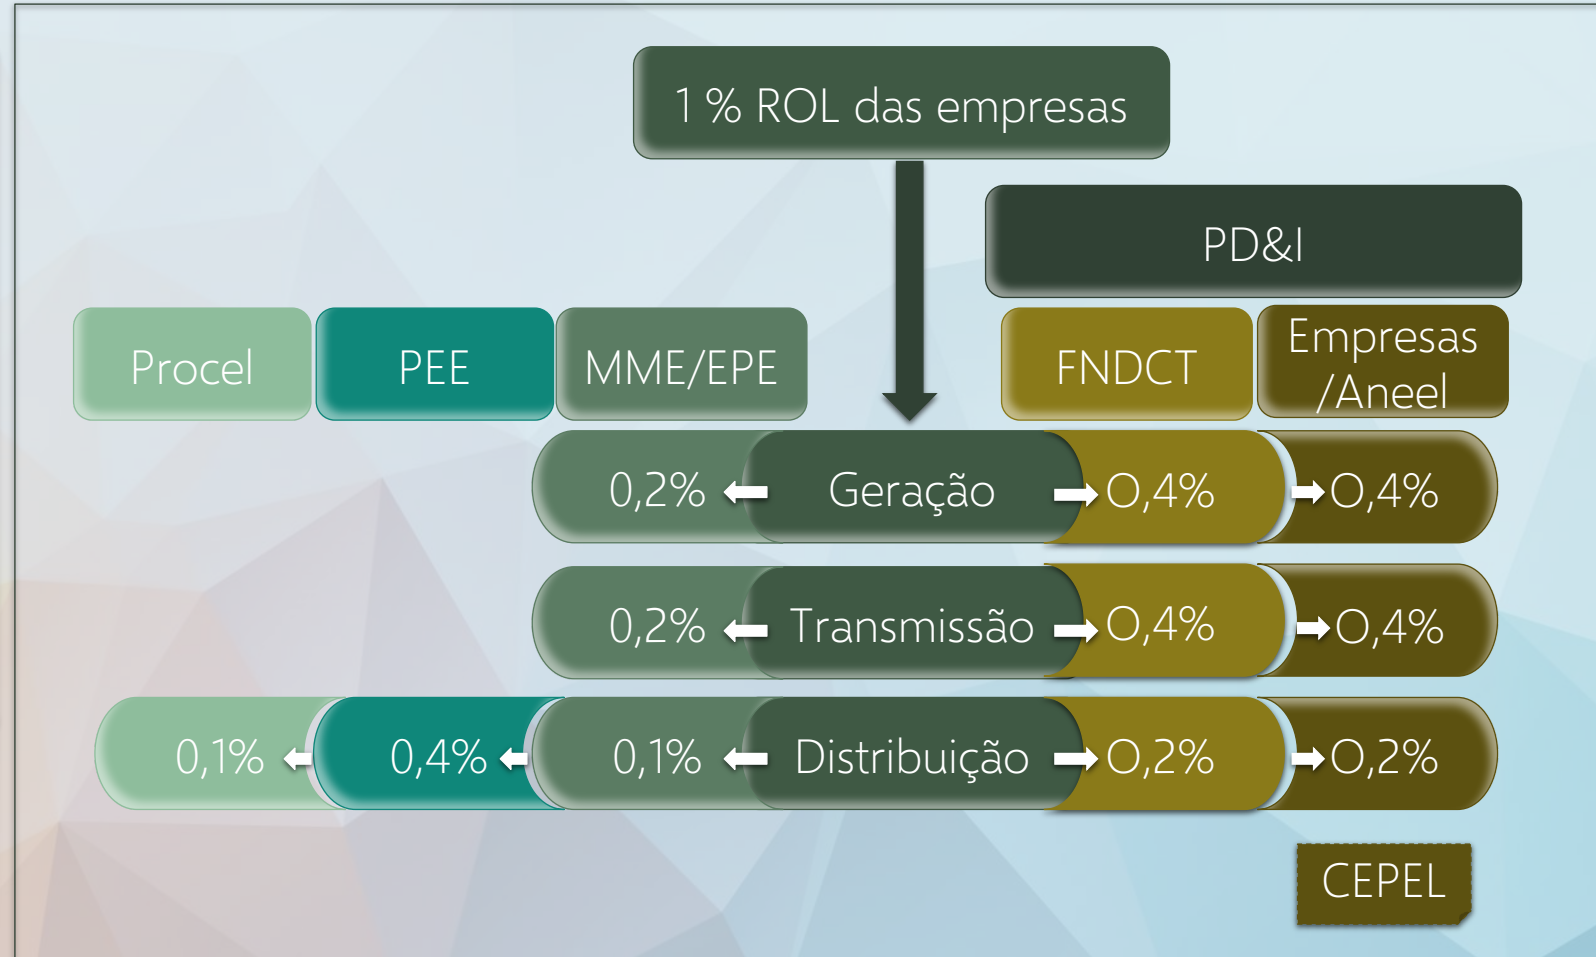 1 % ROL das empresas
PD&I
Procel
PEE
MME/EPE
FNDCT
Empresas
/Aneel
0,2%
Geração
0,4%
0,4%
0,2%
Transmissão
0,4%
0,4%
0,1%
0,4%
0,1%
Distribuição
0,2%
0,2%
CEPEL